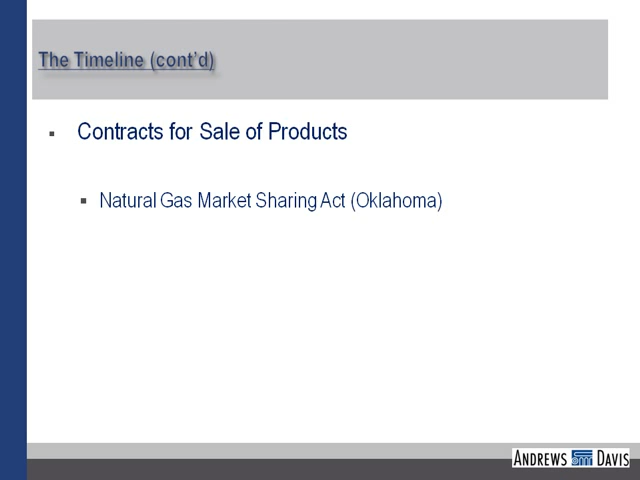 The Timeline (cont’d)
▪ Contracts for Sale of Products
▪ Natural Gas Market Sharing Act (Oklahoma)
ANDREWS DAVIS